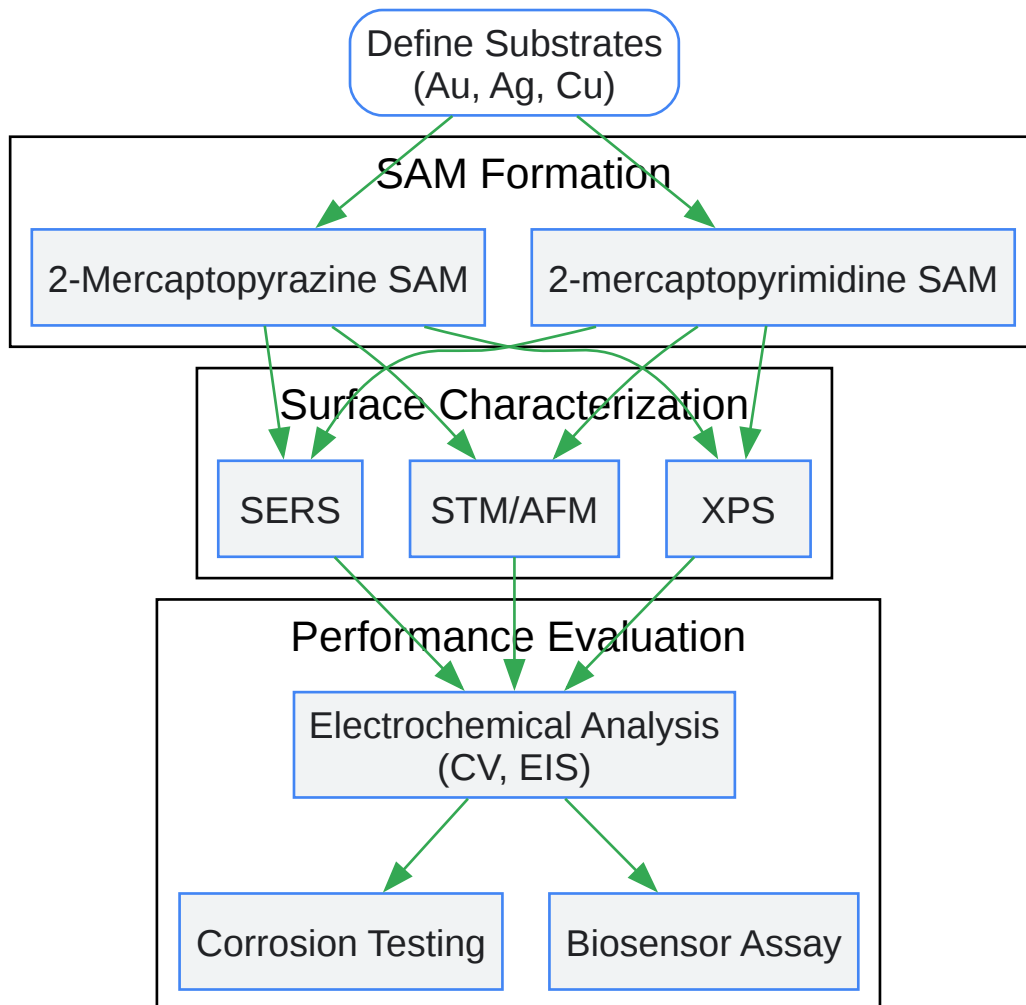 Define Substrates
(Au, Ag, Cu)
SAM Formation
2-Mercaptopyrazine SAM
2-mercaptopyrimidine SAM
Surface Characterization
SERS
STM/AFM
XPS
Performance Evaluation
Electrochemical Analysis
(CV, EIS)
Corrosion Testing
Biosensor Assay